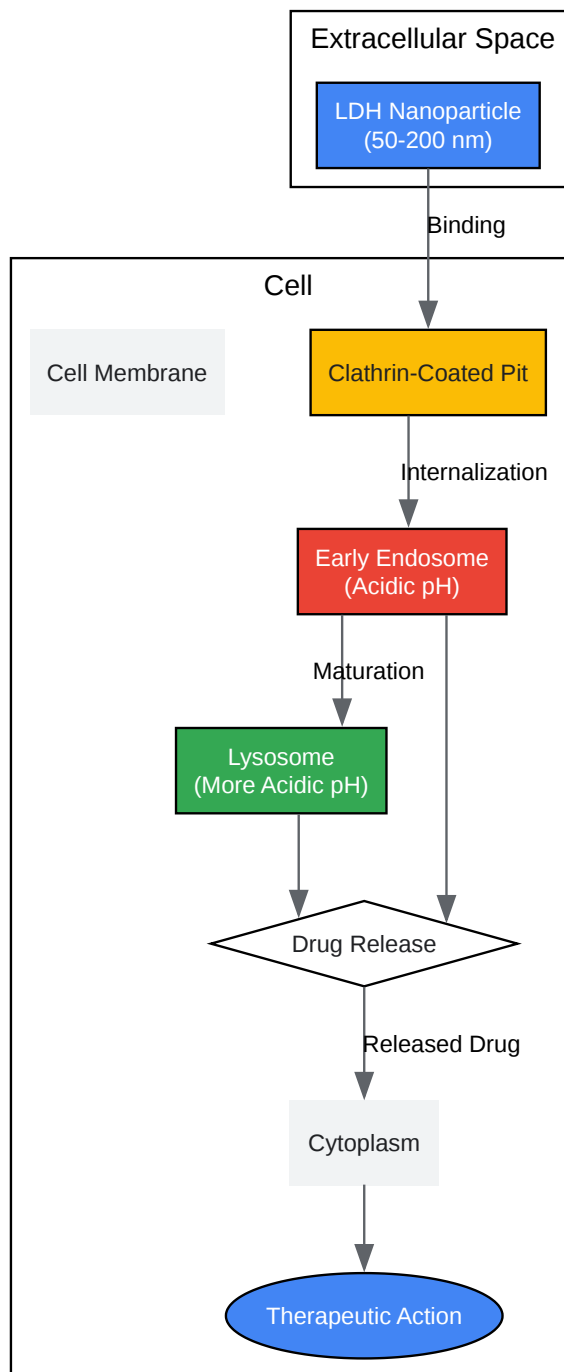 Extracellular Space
LDH Nanoparticle
(50-200 nm)
Binding
Cell
Cell Membrane
Clathrin-Coated Pit
Internalization
Early Endosome
(Acidic pH)
Maturation
Lysosome
(More Acidic pH)
Drug Release
Released Drug
Cytoplasm
Therapeutic Action